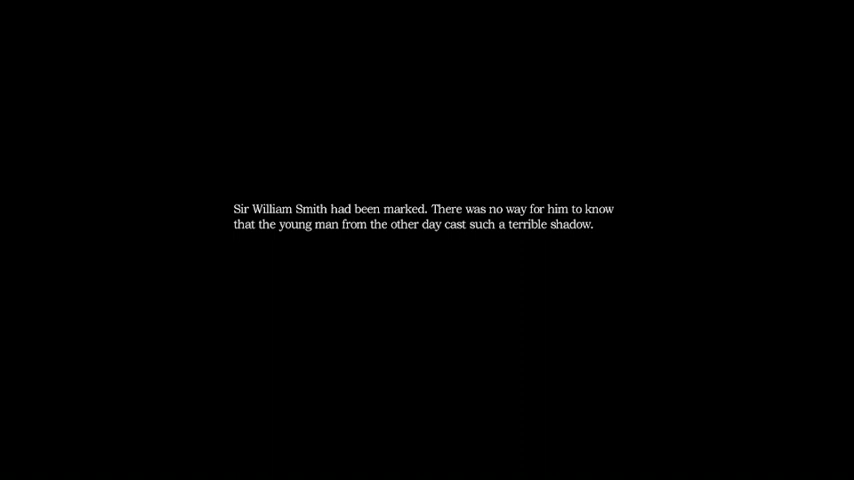 Sir William Smith had been marked. There was no way for him to know
that the young man from the other day cast such a terrible shadow.